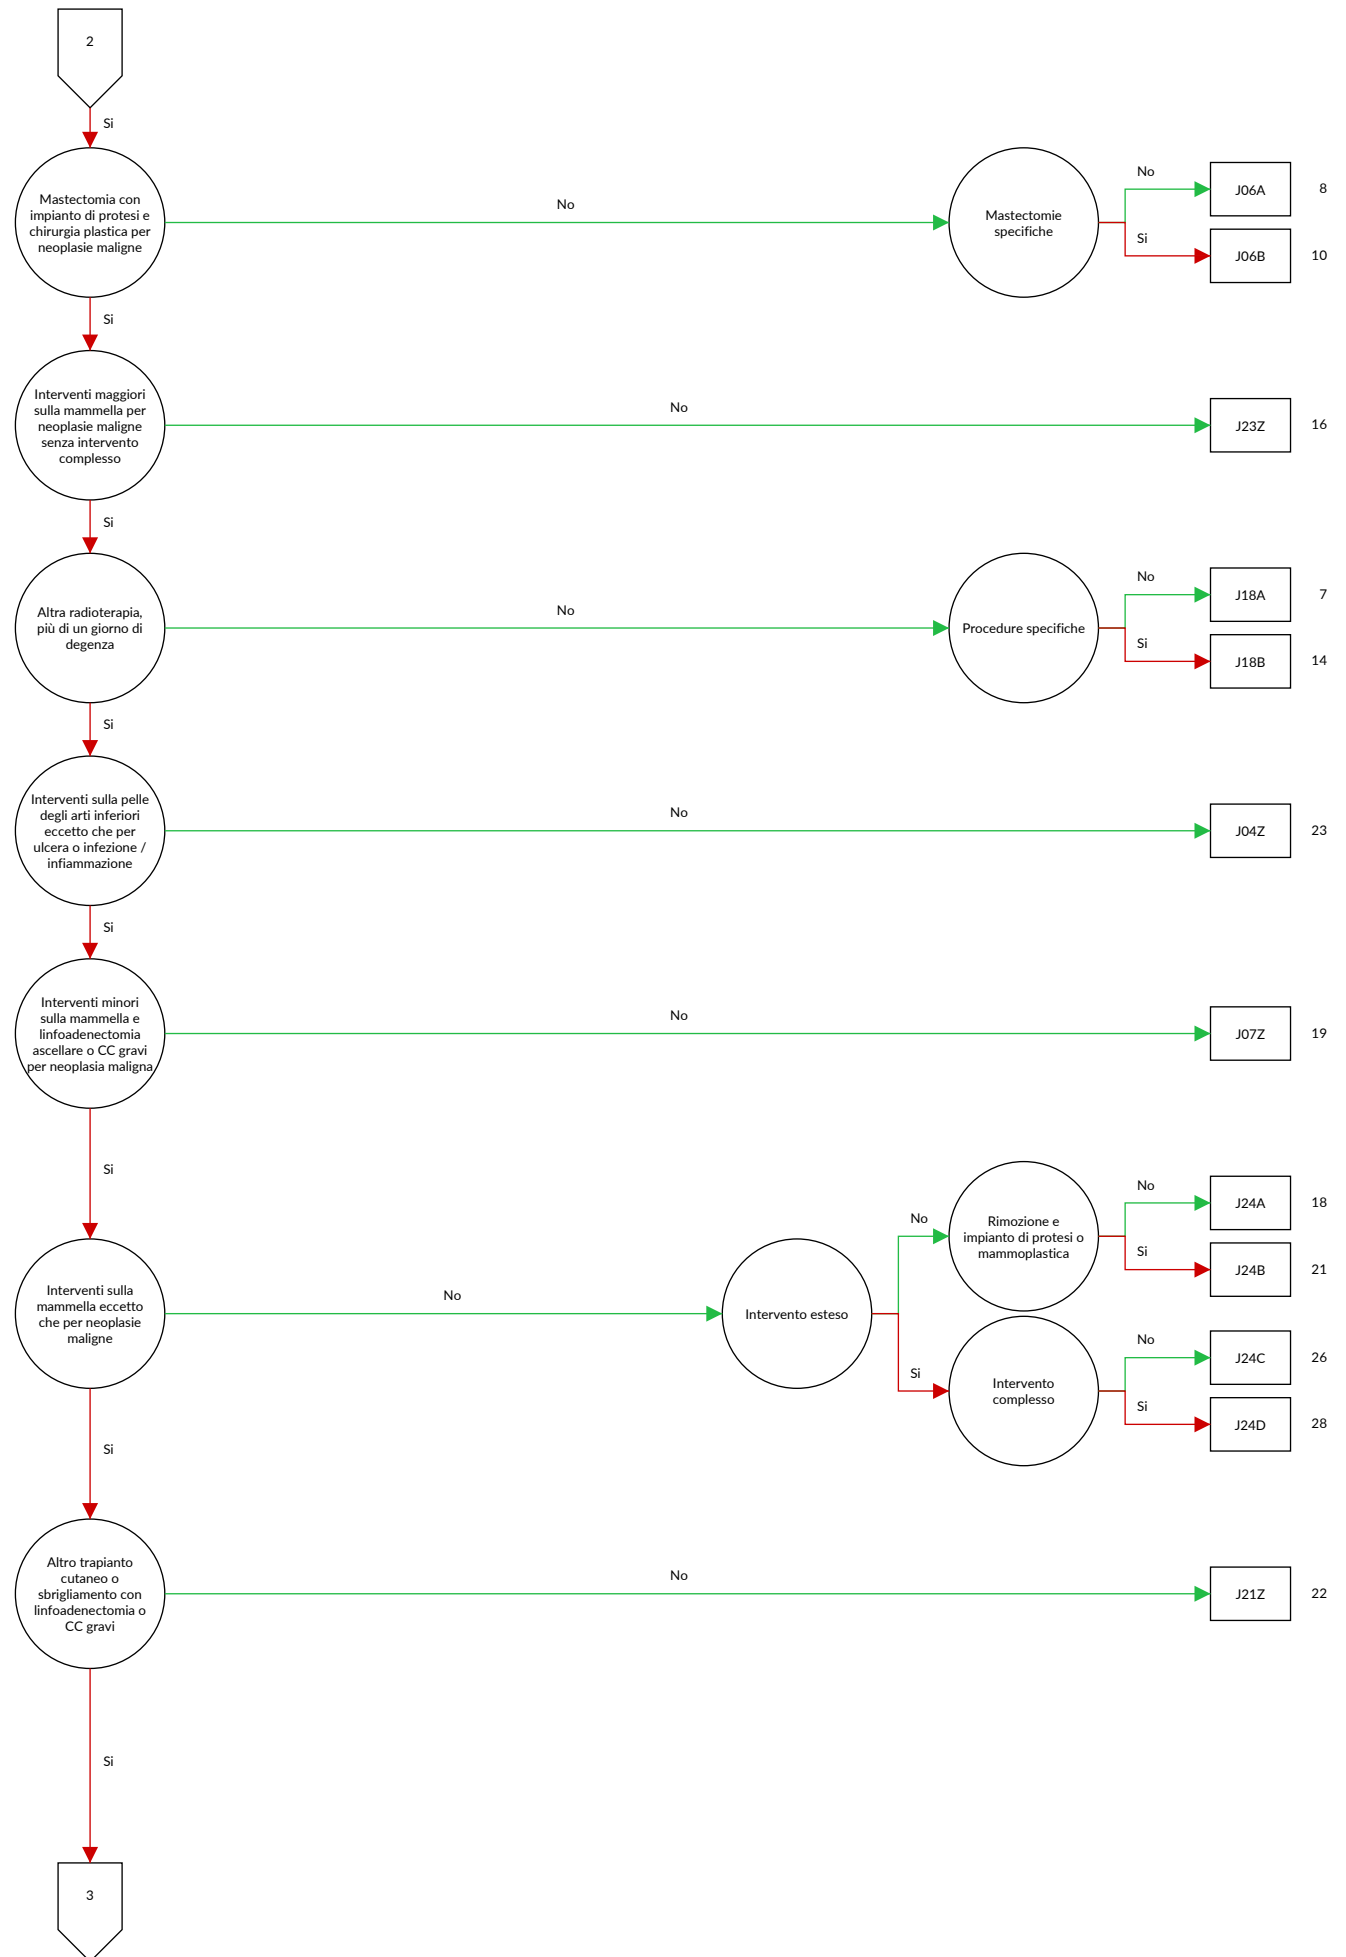 2
Si
Mastectomia con
impianto di protesi e
chirurgia plastica per
neoplasie maligne
No
Mastectomie
specifiche
No
J06A
8
Si
J06B
10
Si
Interventi maggiori
sulla mammella per
neoplasie maligne
senza intervento
complesso
No
J23Z
16
Si
Altra radioterapia,
più di un giorno di
degenza
No
Procedure specifiche
No
J18A
7
Si
J18B
14
Si
Interventi sulla pelle
degli arti inferiori
eccetto che per
ulcera o infezione /
infiammazione
No
J04Z
23
Si
Interventi minori
sulla mammella e
linfoadenectomia
ascellare o CC gravi
per neoplasia maligna
No
J07Z
19
Si
Interventi sulla
mammella eccetto
che per neoplasie
maligne
No
Intervento esteso
No
Rimozione e
impianto di protesi o
mammoplastica
No
J24A
18
Si
J24B
21
Si
Intervento
complesso
No
J24C
26
Si
J24D
28
Si
Altro trapianto
cutaneo o
sbrigliamento con
linfoadenectomia o
CC gravi
No
J21Z
22
Si
3